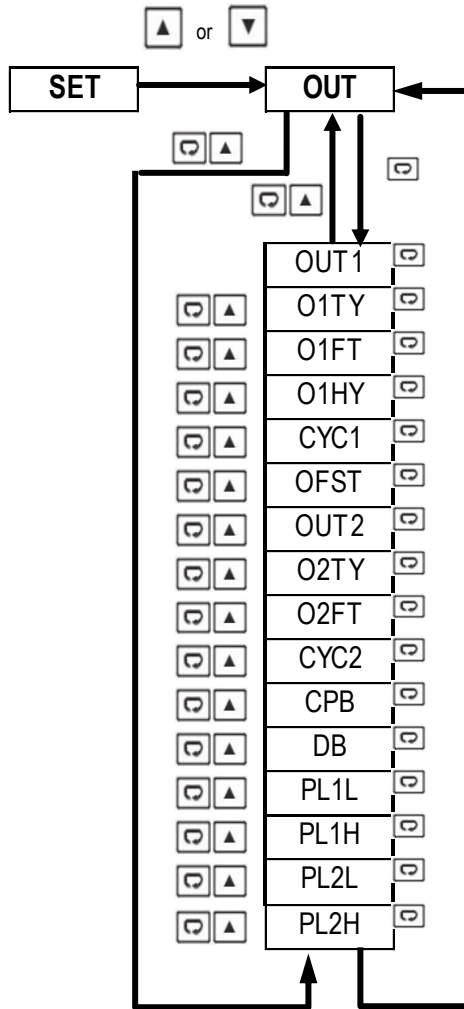 or
SET
OUT
OUT1
O1TY
O1FT
O1HY
CYC1
OFST
OUT2
O2TY
O2FT
CYC2
CPB
DB
PL1L
PL1H
PL2L
PL2H